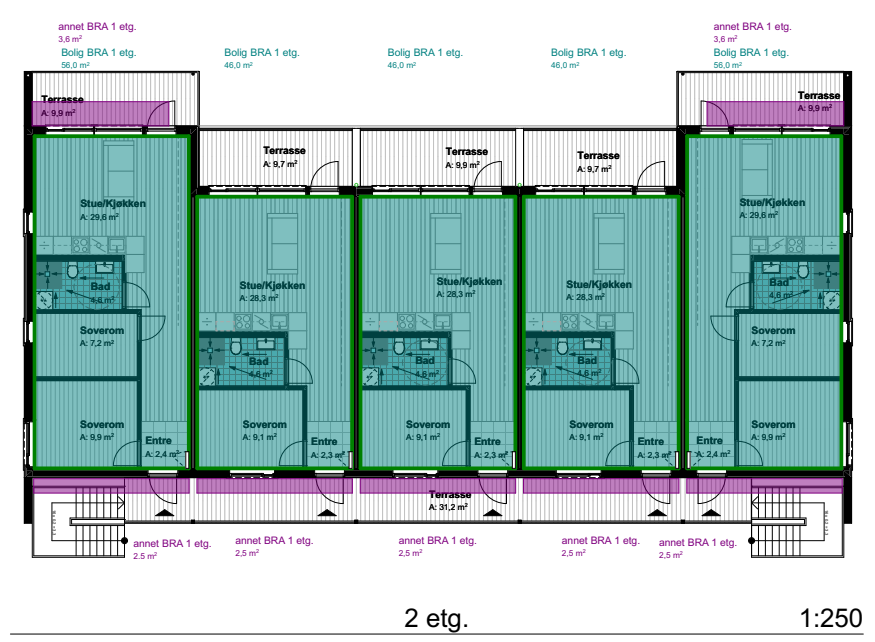 annet BRA 1 etg.
3,6 m²
annet BRA 1 etg.
3,6 m²
Bolig BRA 1 etg.
56,0 m²
Bolig BRA 1 etg.
46,0 m²
Bolig BRA 1 etg.
46,0 m²
Bolig BRA 1 etg.
46,0 m²
Bolig BRA 1 etg.
56,0 m²
Terrasse
A: 9,9 m²
Terrasse
A: 9,9 m²
Terrasse
A: 9,7 m²
Terrasse
A: 9,9 m²
Terrasse
A: 9,7 m²
Stue/Kjøkken
A: 29,6 m²
Stue/Kjøkken
A: 29,6 m²
Stue/Kjøkken
A: 28,3 m²
Stue/Kjøkken
A: 28,3 m²
Stue/Kjøkken
A: 28,3 m²
Bad
4,6 m²
Bad
4,6 m²
Soverom
A: 7,2 m²
Soverom
A: 7,2 m²
Bad
4,6 m²
Bad
4,6 m²
Bad
4,6 m²
Soverom
A: 9,9 m²
Entre
A: 2,4 m²
Soverom
A: 9,1 m²
Entre
A: 2,3 m²
Soverom
A: 9,1 m²
Entre
A: 2,3 m²
Soverom
A: 9,1 m²
Entre
A: 2,3 m²
Entre
A: 2,4 m²
Soverom
A: 9,9 m²
Terrasse
A: 31,2 m²
annet BRA 1 etg.
2.5 m²
annet BRA 1 etg.
2,5 m²
annet BRA 1 etg.
2,5 m²
annet BRA 1 etg.
2,5 m²
annet BRA 1 etg.
2,5 m²
2 etg.
1:250